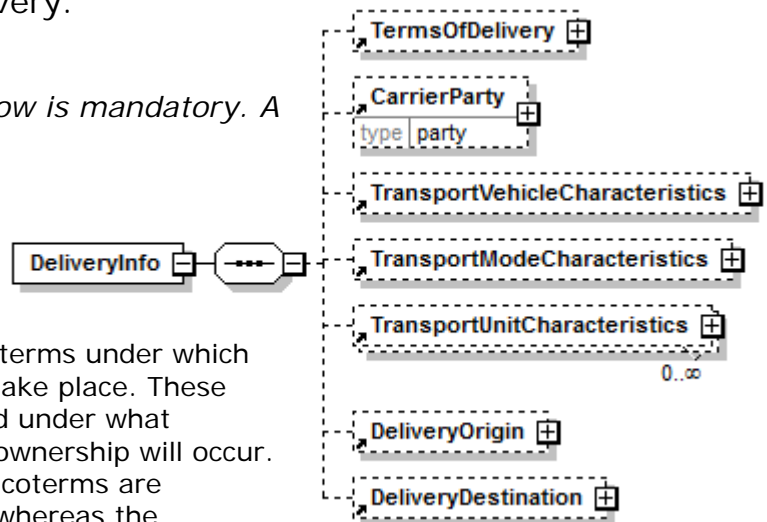 very.
ow is mandatory. A
terms under which
ake place. These
d under what
ownership will occur.
coterms are
whereas the
DeliveryInfo
TermsOfDelivery
CarrierParty
type party
TransportVehicleCharacteristics
TransportModeCharacteristics
TransportUnitCharacteristics
0..∞
DeliveryOrigin
DeliveryDestination